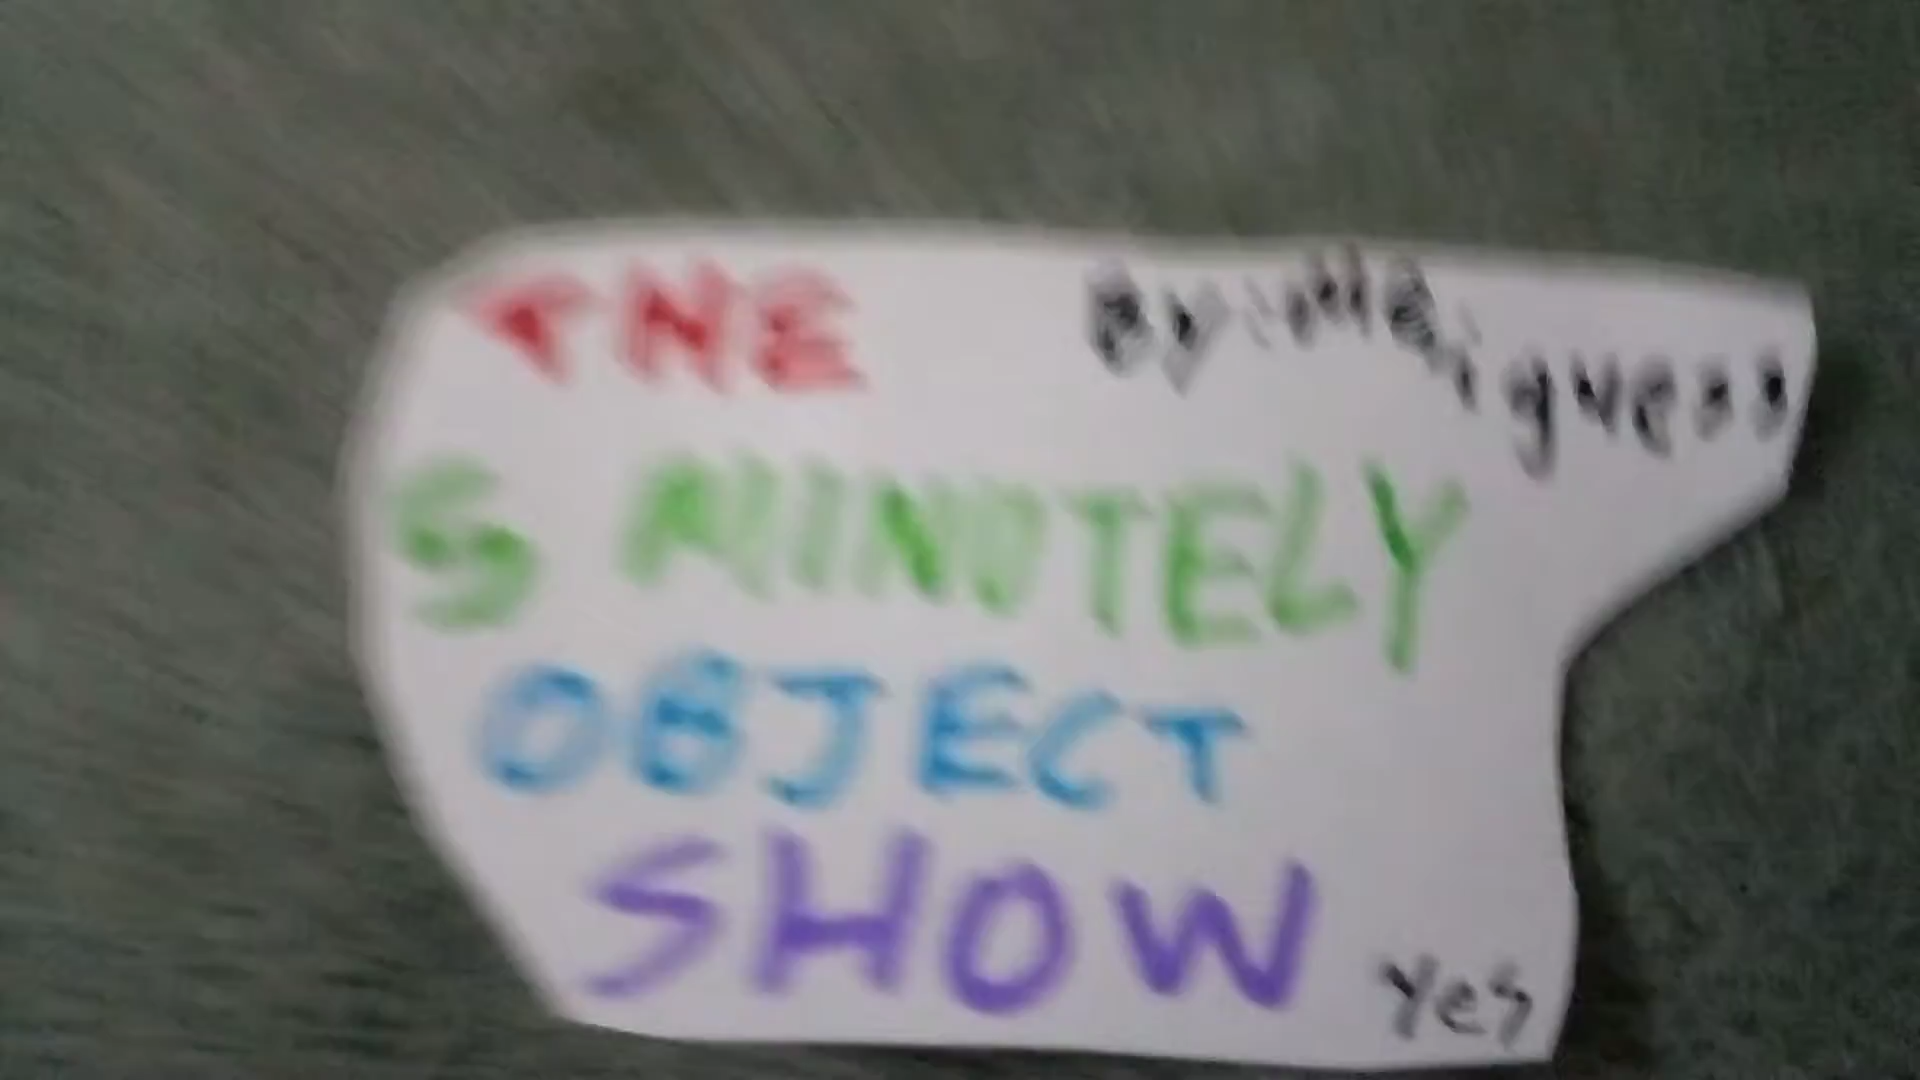 THE
By: Me, i guess
5 MINUTELY
OBJECT
SHOW
yes